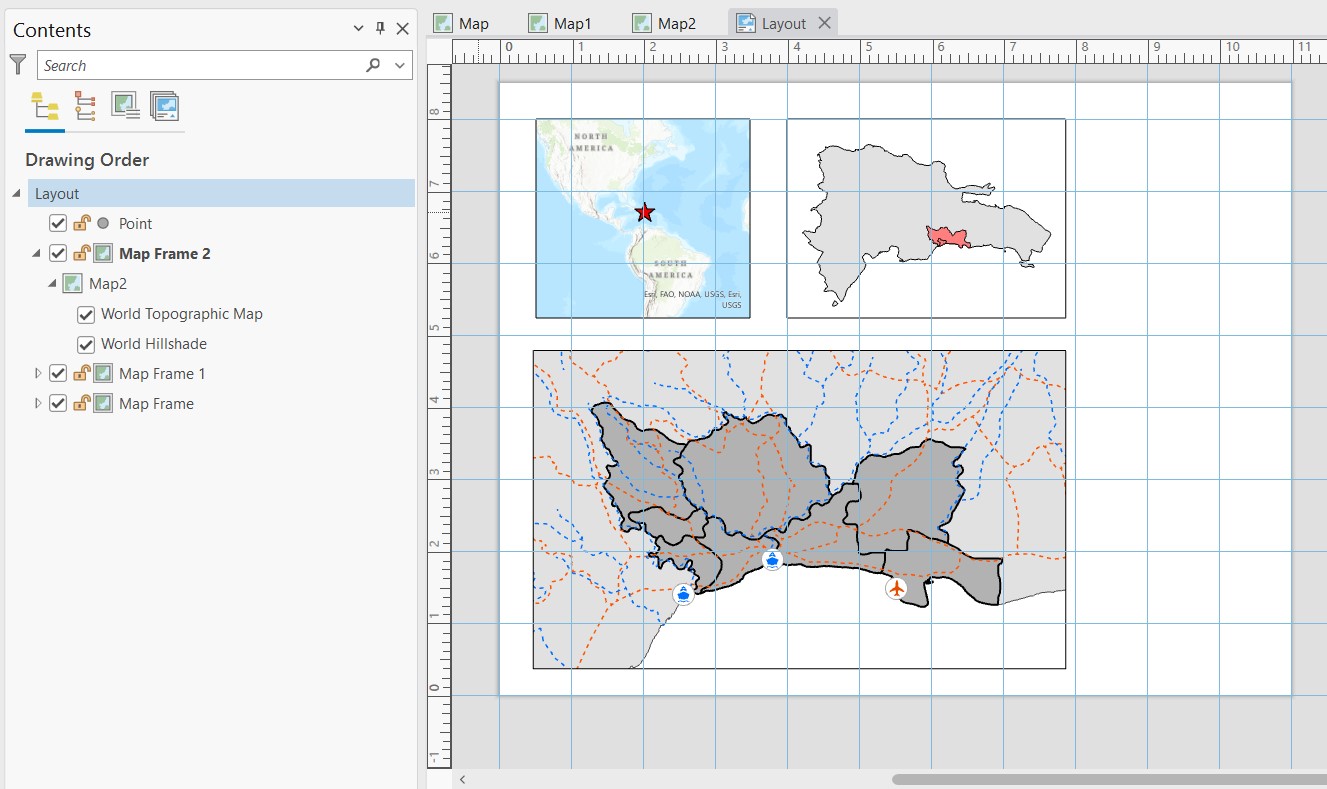 Contents
Search
Drawing Order
Layout
Point
Map Frame 2
Map2
World Topographic Map
World Hillshade
Map Frame 1
Map Frame
Map
Map1
Map2
Layout
0 1 2 3 4 5 6 7 8 9 10 11
8
7
6
5
4
3
2
1
0
-1
NORTH
AMERICA
SOUTH
AMERICA
Esri, FAO, NOAA, USGS, Esri,
USGS